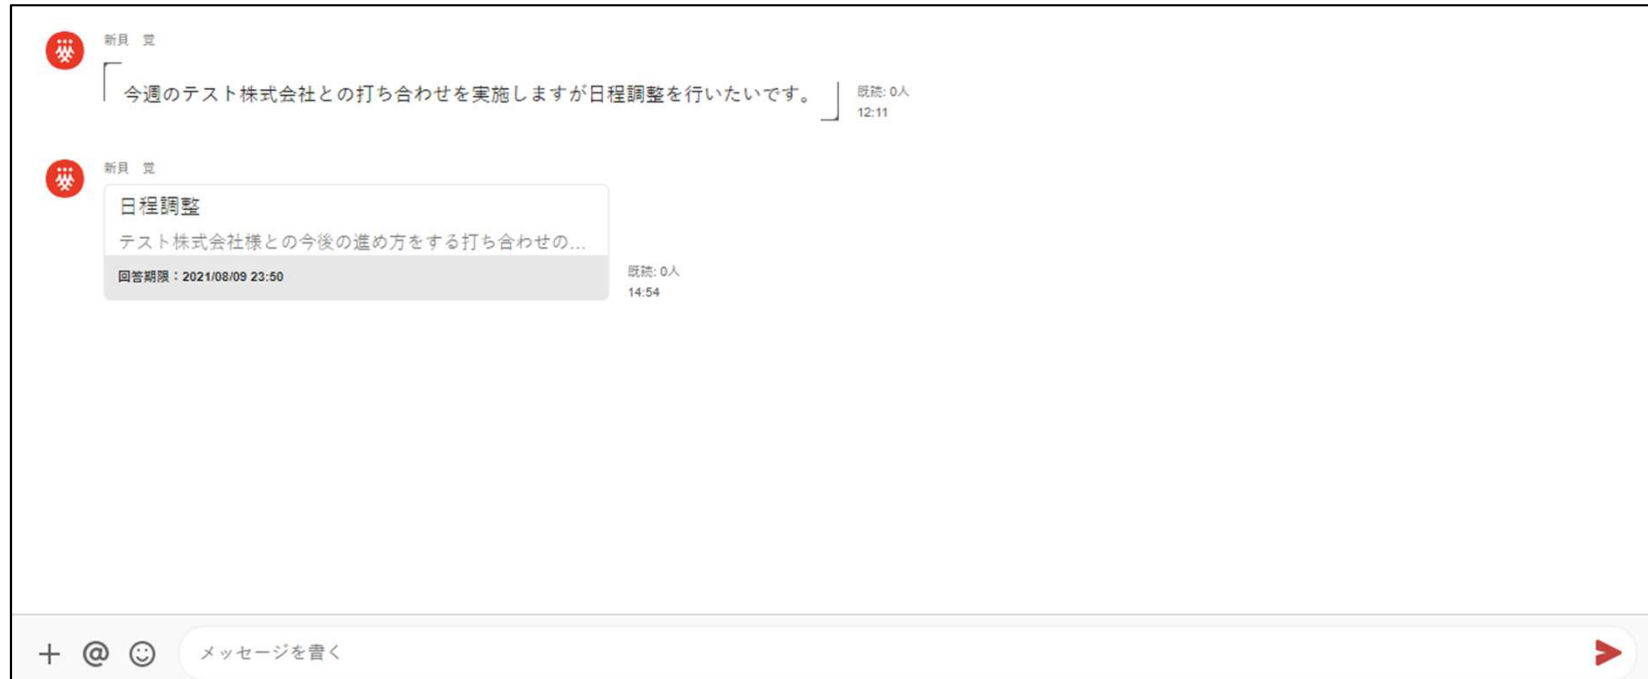 新貝 覚
今週のテスト株式会社との打ち合わせを実施しますが日程調整を行いたいです。
既読: 0人
12:11
新貝 覚
日程調整
テスト株式会社様との今後の進め方をする打ち合わせの...
回答期限：2021/08/09 23:50
既読: 0人
14:54
メッセージを書く